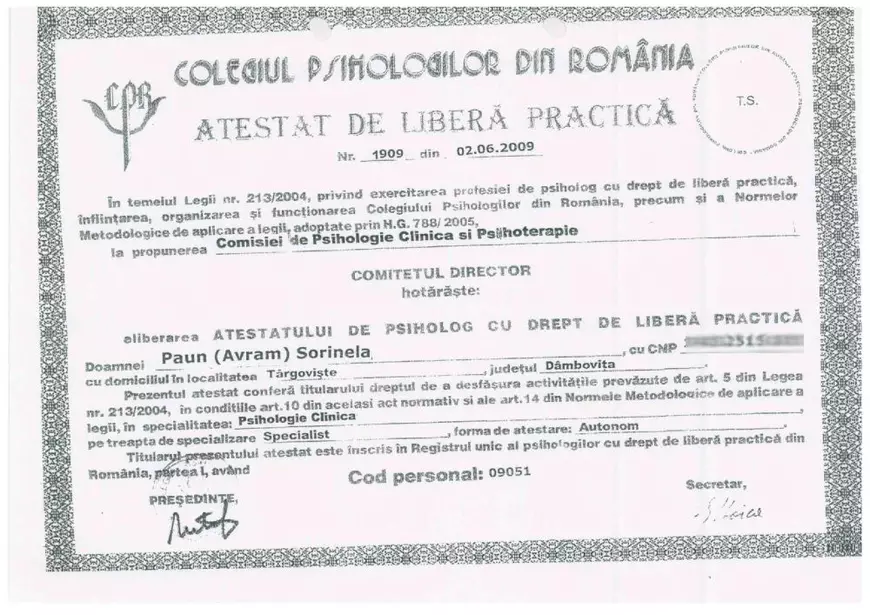 COLEGIUL PSIHOLOGILOR DIN ROMÂNIA
CPR
T.S.
ATESTAT DE LIBERĂ PRACTICĂ
Nr. 1909 din 02.06.2009
În temeiul Legii nr. 213/2004, privind exercitarea profesiei de psiholog cu drept de liberă practică,
înființarea, organizarea și funcționarea Colegiului Psihologilor din România, precum și a Normelor
Metodologice de aplicare a legii, adoptate prin H.G. 788/2005,
la propunerea Comisiei de Psihologie Clinica si Psihoterapie
COMITETUL DIRECTOR
hotărăște:
eliberarea ATESTATULUI DE PSIHOLOG CU DREPT DE LIBERĂ PRACTICĂ
Doamnei Paun (Avram) Sorinela, cu CNP
cu domiciliul în localitatea Târgoviște, județul Dâmbovița.
Prezentul atestat conferă titularului dreptul de a desfășura activitățile prevăzute de art. 5 din Legea
nr. 213/2004, în conditiile art.10 din acelasi act normativ si ale art.14 din Normele Metodologice de aplicare a
legii, în specialitatea: Psihologie Clinica,
pe treapta de specializare Specialist, forma de atestare: Autonom.
Titularul prezentului atestat este înscris în Registrul unic al psihologilor cu drept de liberă practică din
România, partea I, având
Cod personal: 09051
PREȘEDINTE,
Secretar,